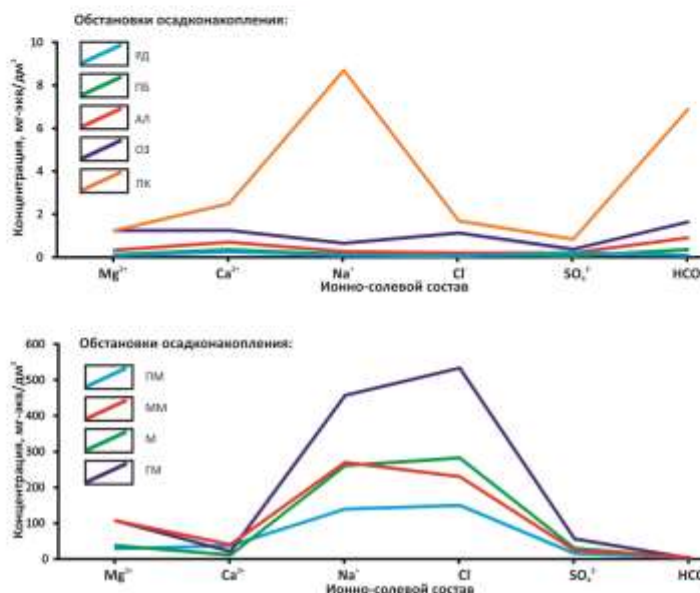 Обстановки осадконакопления:
Концентрация, мг-экв/дм³
10
8
6
4
2
0
РД
ПБ
АЛ
ОЗ
ПК
Mg²⁺ Ca²⁺ Na⁺ Cl SO₄²⁻ HCO
Ионно-солевой состав
Обстановки осадконакопления:
Концентрация, мг-экв/дм³
600
500
400
300
200
100
0
ПМ
ММ
М
ГМ
Mg²⁺ Ca²⁺ Na⁺ Cl SO₄²⁻ HCO
Ионно-солевой состав